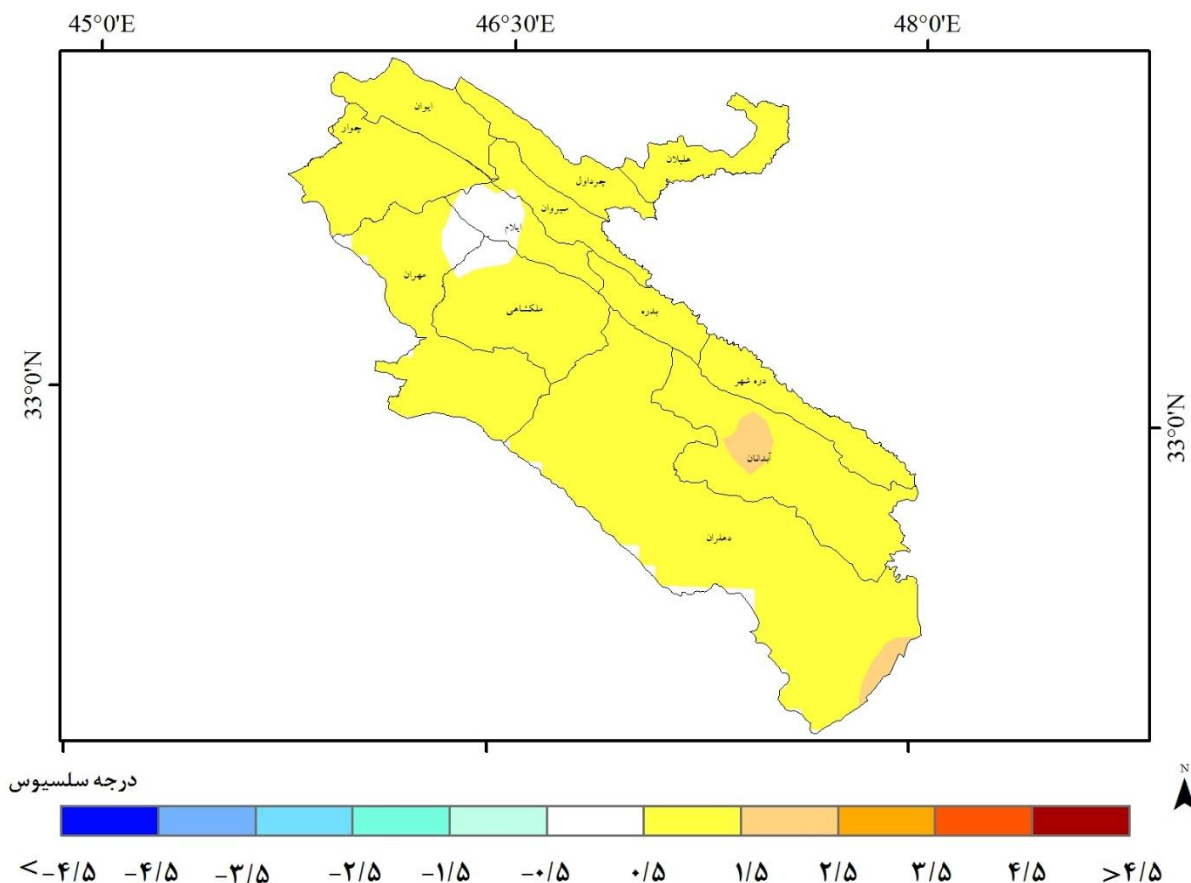 45°0'E 46°30'E 48°0'E
ایوان
چوار
هلیلان
چرداول
سیروان
ایلام
مهران
ملکشاهی
بدره
دره شهر
33°0'N 33°0'N
آبدانان
دهلران
درجه سلسیوس
N
<-۴/۵ -۴/۵ -۳/۵ -۲/۵ -۱/۵ -۰/۵ ۰/۵ ۱/۵ ۲/۵ ۳/۵ ۴/۵ >۴/۵